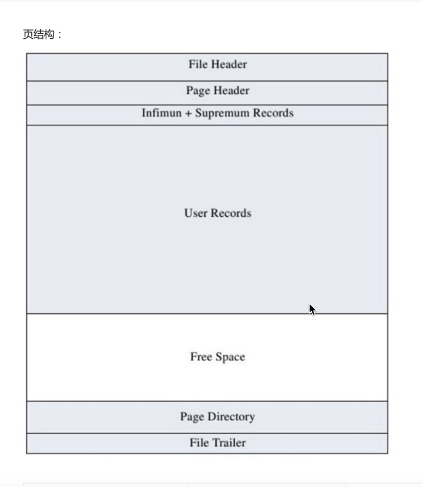 页结构：
File Header
Page Header
Infimun + Supremum Records
User Records
Free Space
Page Directory
File Trailer